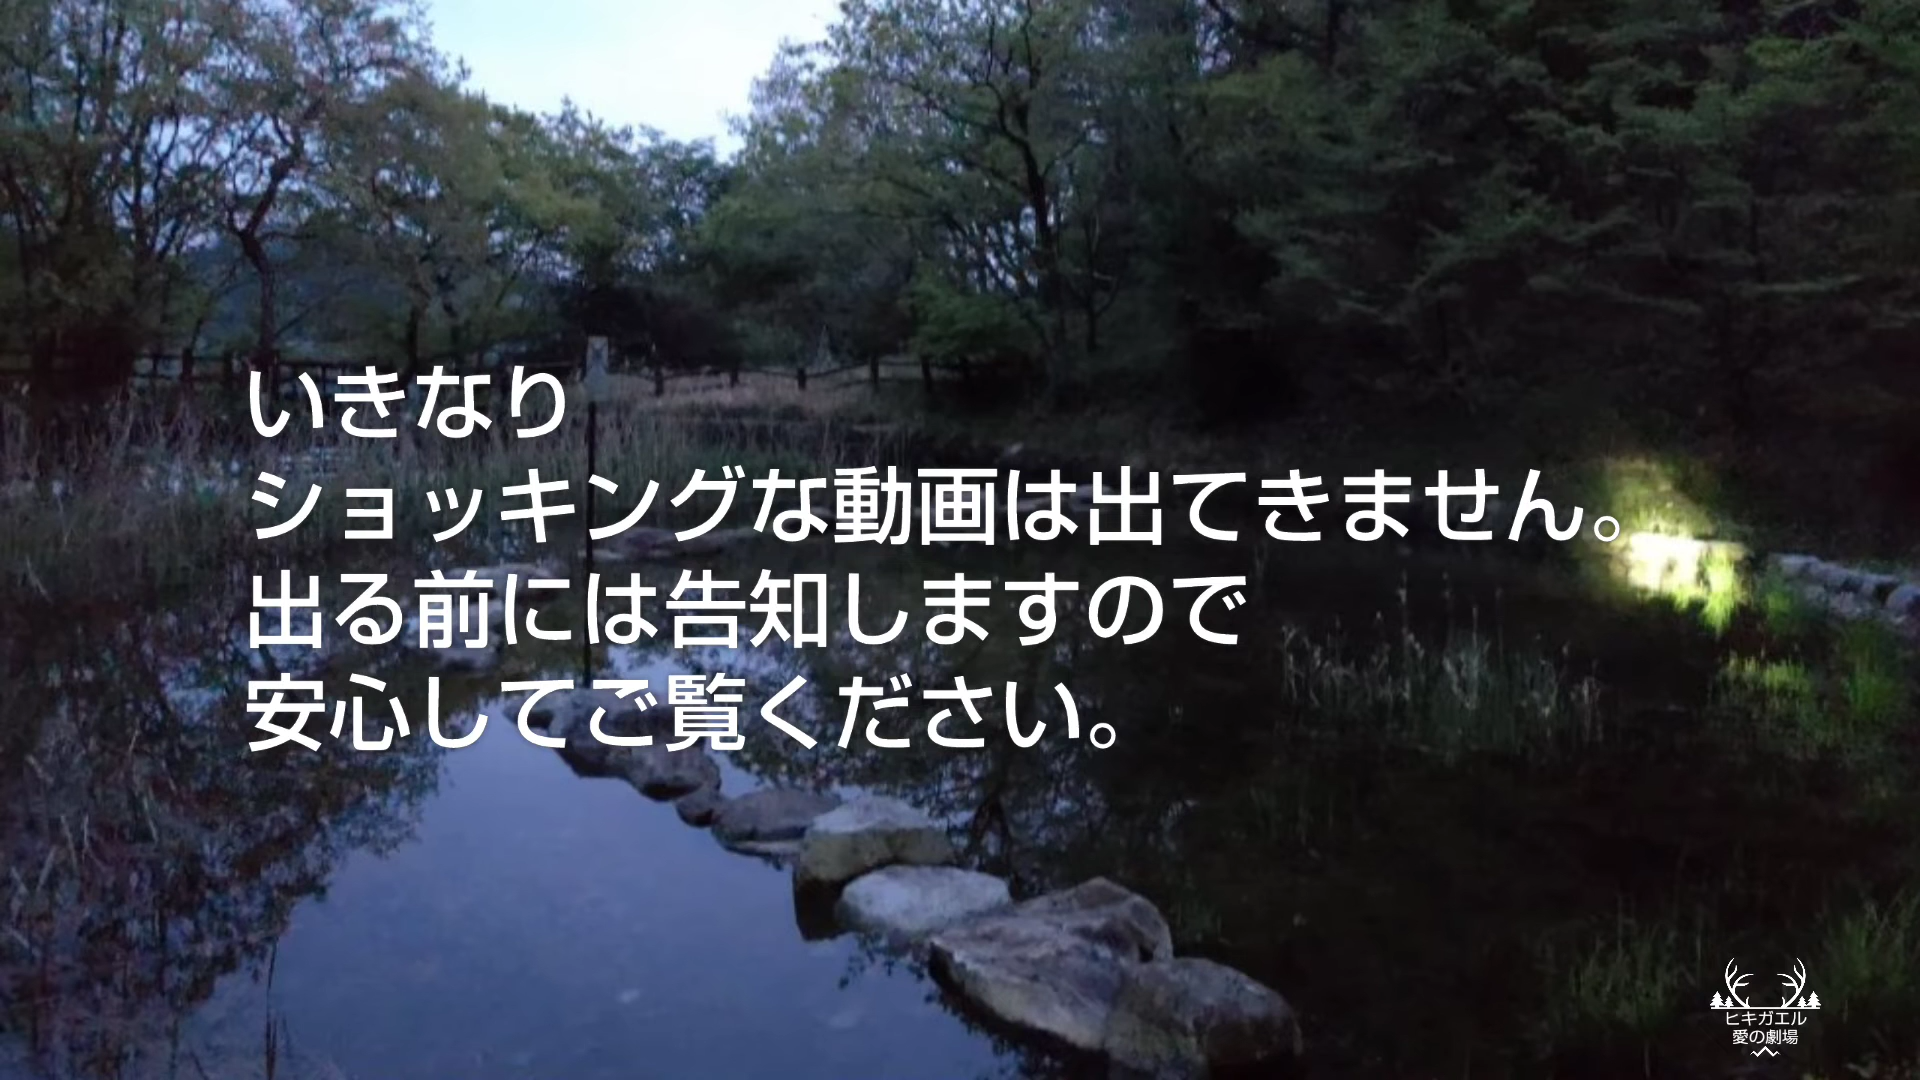 いきなり
ショッキングな動画は出てきません。
出る前には告知しますので
安心してご覧ください。
ヒキガエル
愛の劇場